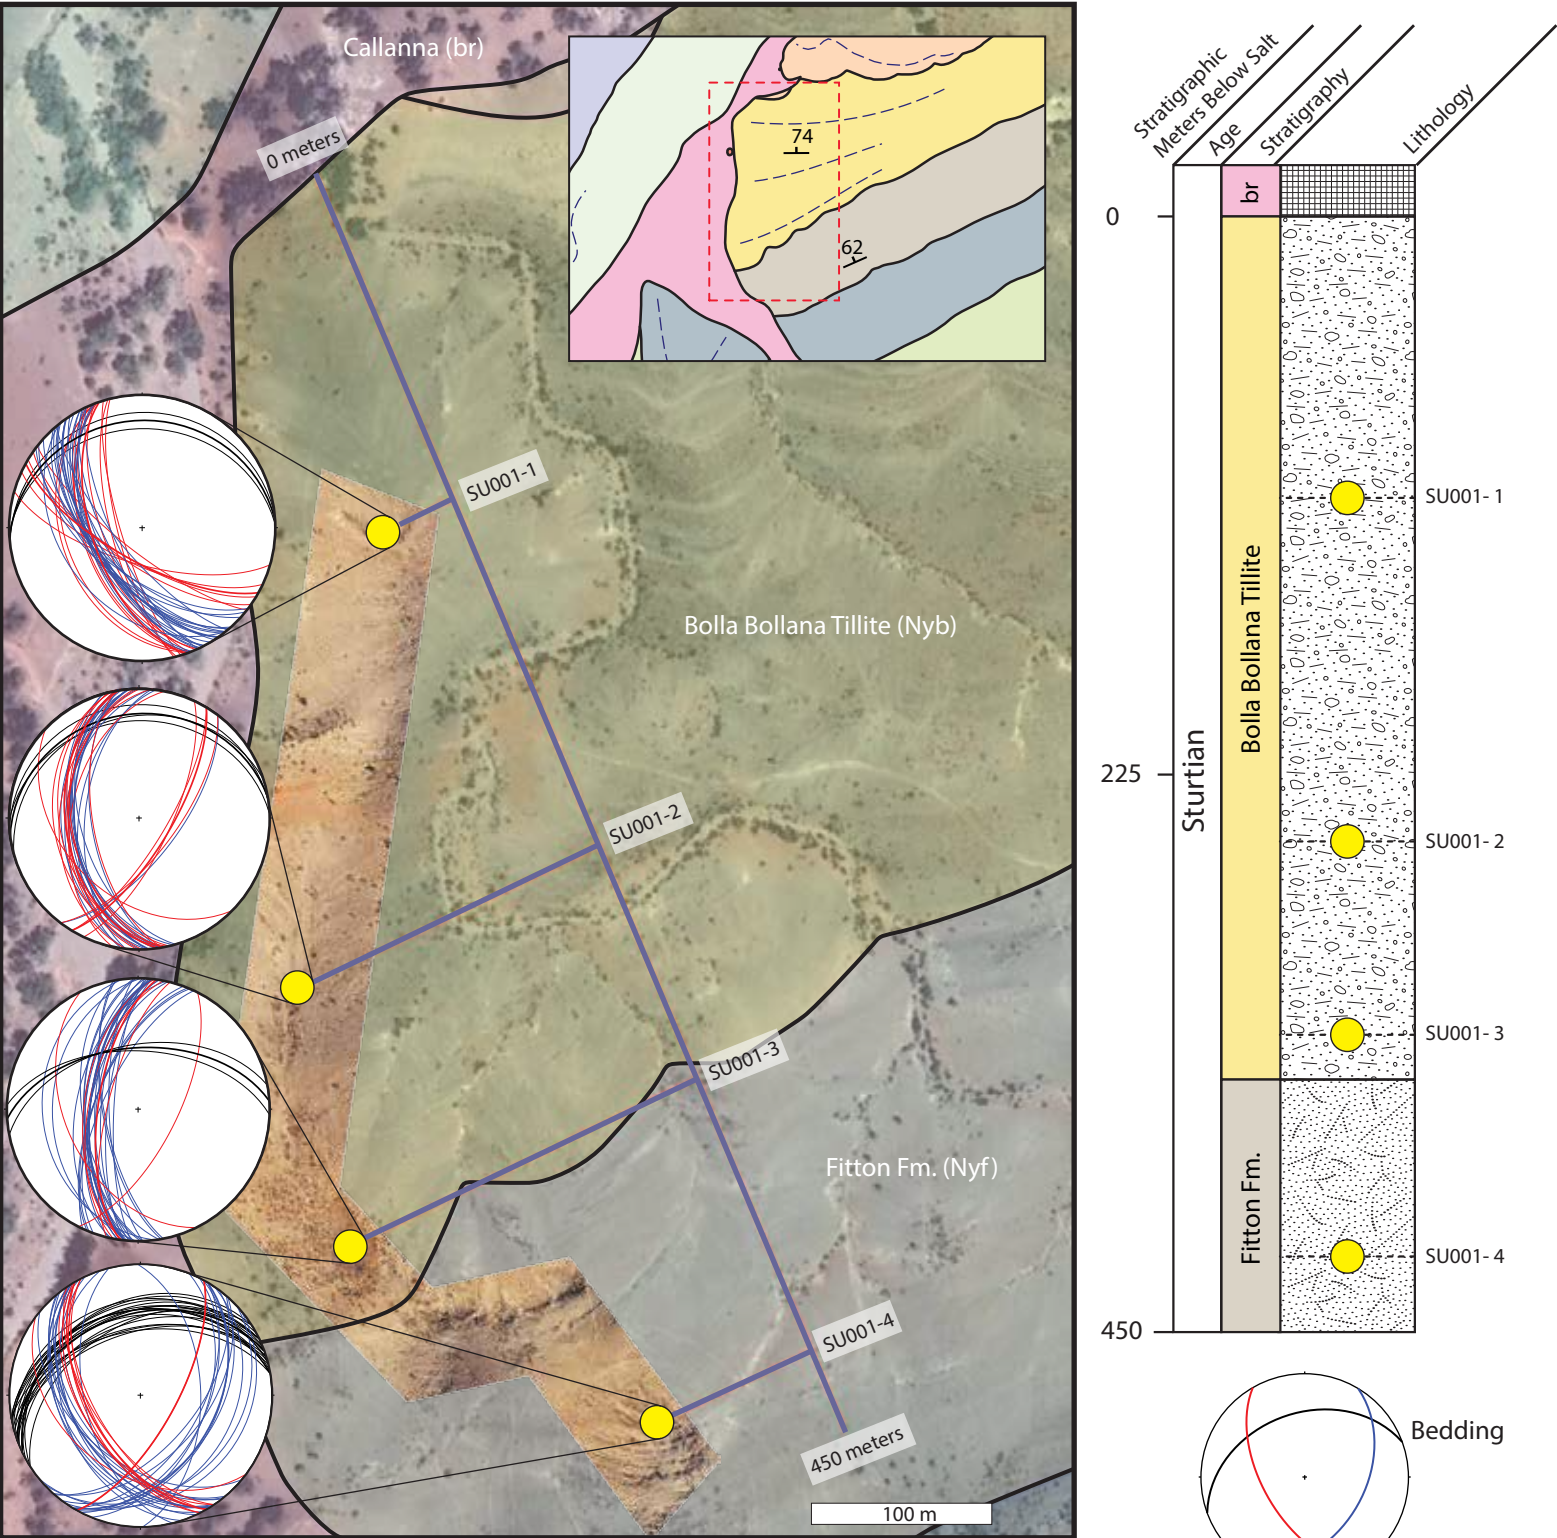 Callanna (br)
0 meters
74
62
SU001-1
Bolla Bollana Tillite (Nyb)
SU001-2
SU001-3
Fitton Fm. (Nyf)
SU001-4
450 meters
100 m
Stratigraphic
Meters Below Salt
Age
Stratigraphy
Lithology
0
225
450
Sturtian
br
Bolla Bollana Tillite
Fitton Fm.
SU001- 1
SU001- 2
SU001- 3
SU001- 4
Bedding